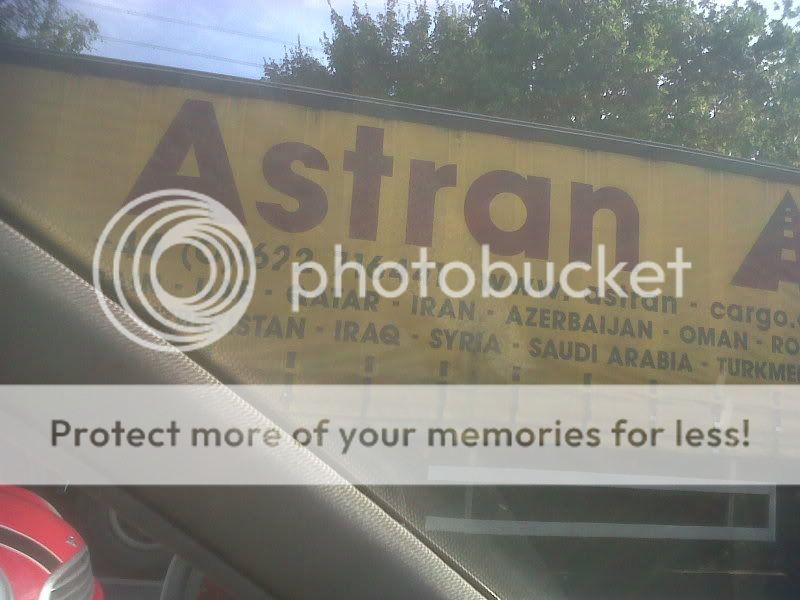 Astran
www.astran - cargo.
QATAR - IRAN - AZERBAIJAN - OMAN - RO
STAN - IRAQ - SYRIA - SAUDI ARABIA - TURKME
photobucket
Protect more of your memories for less!